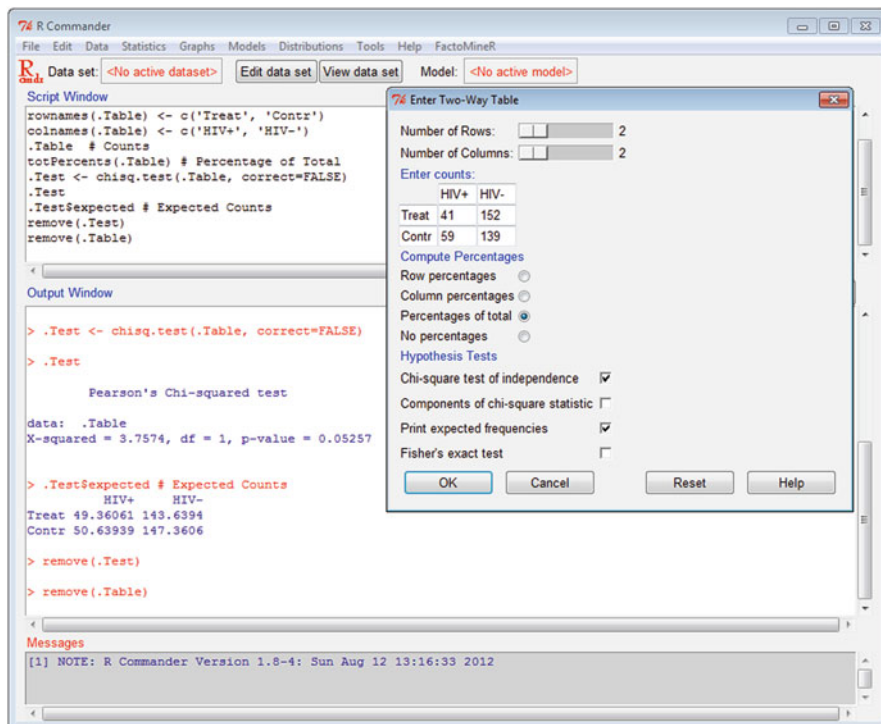 R Commander
File Edit Data Statistics Graphs Models Distributions Tools Help FactoMineR
R cmdr Data set: <No active dataset> Edit data set View data set Model: <No active model>
Script Window
rownames(.Table) <- c('Treat', 'Contr')
colnames(.Table) <- c('HIV+', 'HIV-')
.Table # Counts
totPercents(.Table) # Percentage of Total
.Test <- chisq.test(.Table, correct=FALSE)
.Test
.Test$expected # Expected Counts
remove(.Test)
remove(.Table)
Output Window
> .Test <- chisq.test(.Table, correct=FALSE)
> .Test
Pearson's Chi-squared test
data: .Table
X-squared = 3.7574, df = 1, p-value = 0.05257
> .Test$expected # Expected Counts
HIV+ HIV-
Treat 49.36061 143.6394
Contr 50.63939 147.3606
> remove(.Test)
> remove(.Table)
Messages
[1] NOTE: R Commander Version 1.8-4: Sun Aug 12 13:16:33 2012
Enter Two-Way Table
Number of Rows: 2
Number of Columns: 2
Enter counts:
HIV+ HIV-
Treat 41 152
Contr 59 139
Compute Percentages
Row percentages
Column percentages
Percentages of total
No percentages
Hypothesis Tests
Chi-square test of independence
Components of chi-square statistic
Print expected frequencies
Fisher's exact test
OK Cancel Reset Help